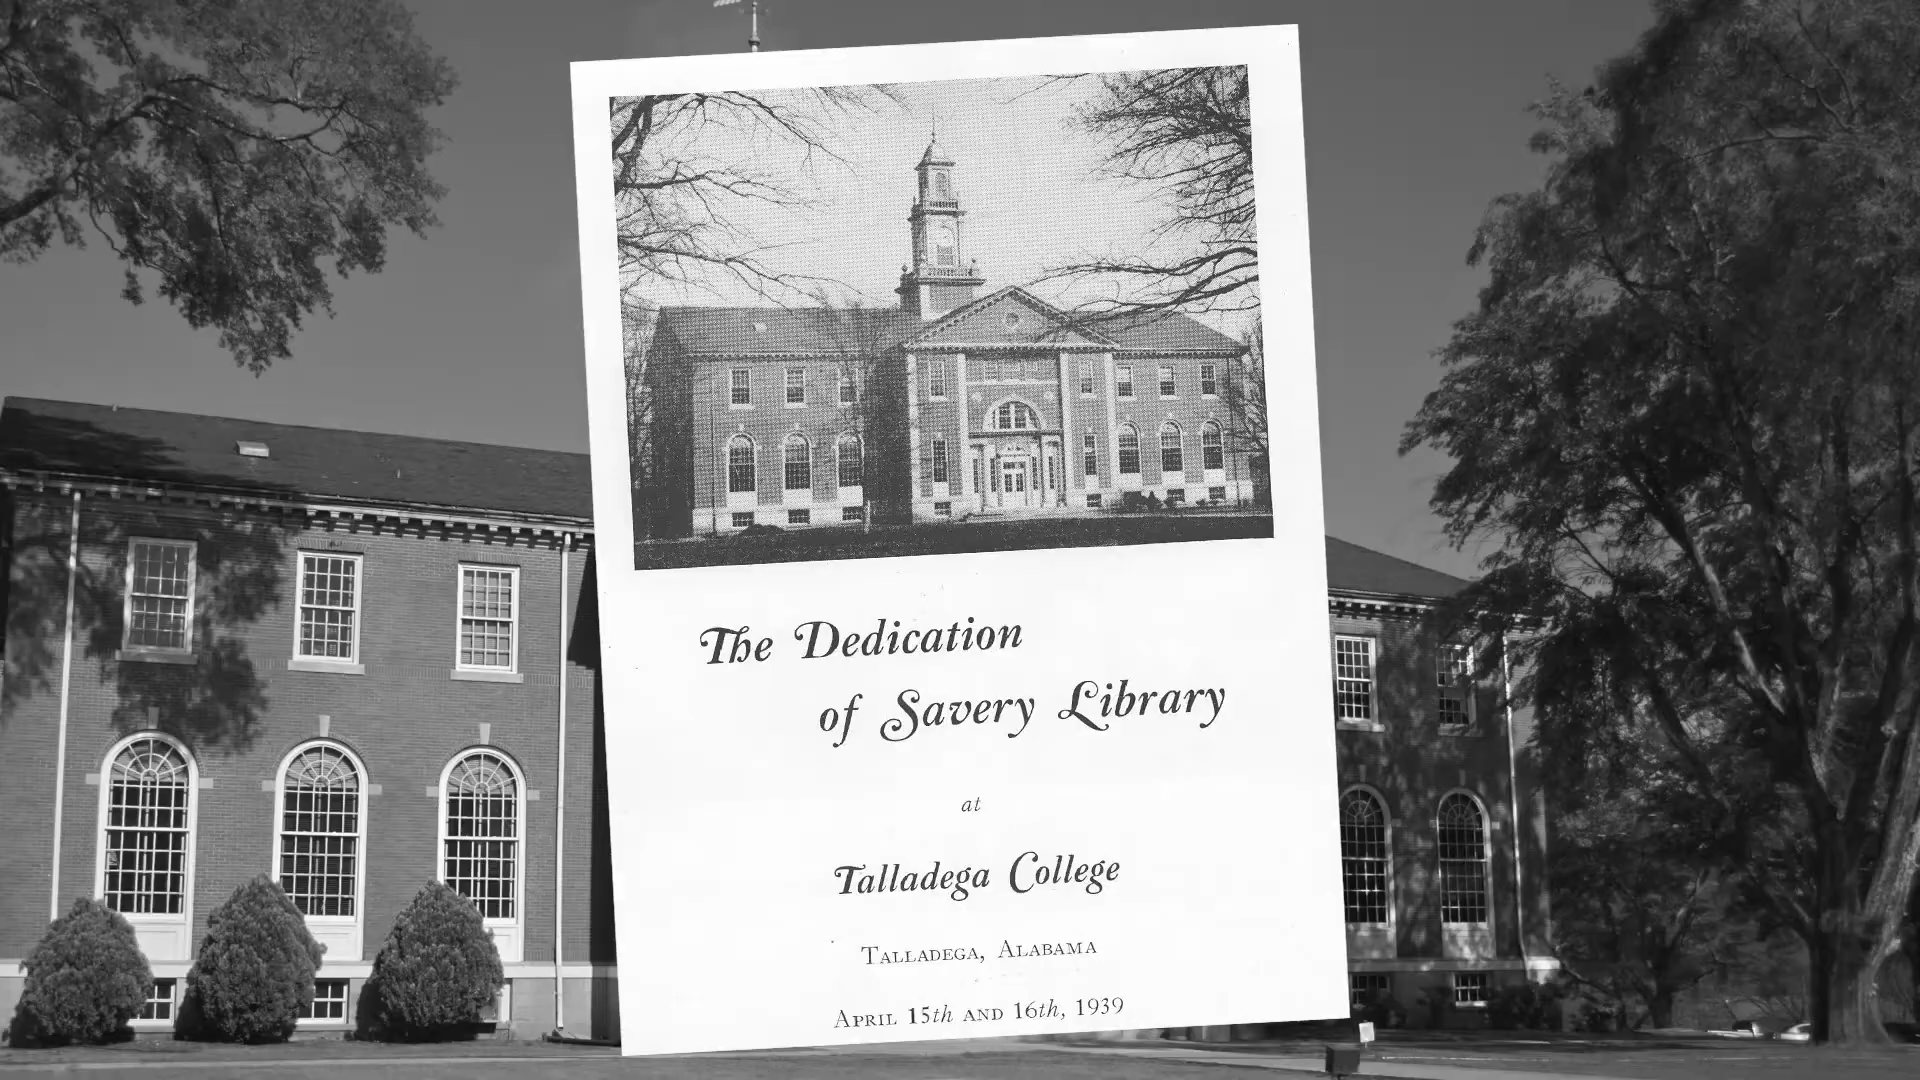 The Dedication
of Savery Library
at
Talladega College
Talladega, Alabama
April 15th and 16th, 1939